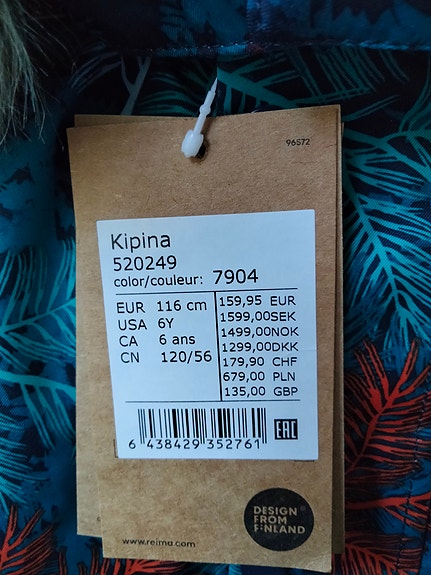 96572
Kipina
520249
color/couleur: 7904
EUR 116 cm
USA 6Y
CA 6 ans
CN 120/56
159,95 EUR
1599,00SEK
1499,00NOK
1299,00DKK
179,90 CHF
679,00 PLN
135,00 GBP
6 438429 352761
EAC
DESIGN
FROM
FINLAND
www.reima.com